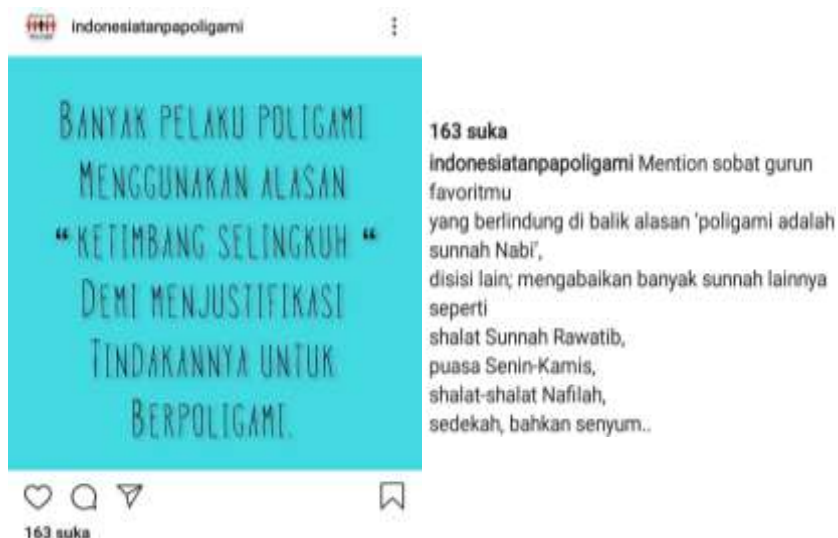 indonesiatanpapoligami
BANYAK PELAKU POLIGAMI
MENGGUNAKAN ALASAN
“ KETIMBANG SELINGKUH “
DEMI MENJUSTIFIKASI
TINDAKANNYA UNTUK
BERPOLIGAMI.
163 suka
163 suka
indonesiatanpapoligami Mention sobat gurun
favoritmu
yang berlindung di balik alasan 'poligami adalah
sunnah Nabi',
disisi lain; mengabaikan banyak sunnah lainnya
seperti
shalat Sunnah Rawatib,
puasa Senin-Kamis,
shalat-shalat Nafilah,
sedekah, bahkan senyum..